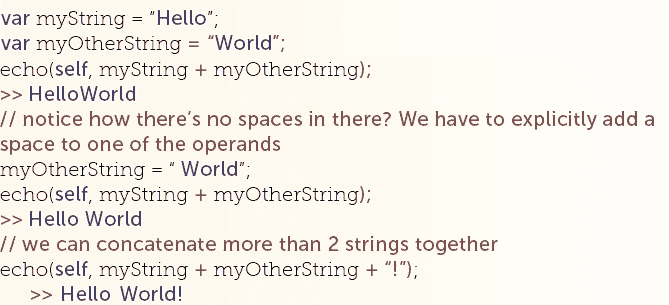 var myString = “Hello”;
var myOtherString = “World”;
echo(self, myString + myOtherString);
>> HelloWorld
// notice how there’s no spaces in there? We have to explicitly add a
space to one of the operands
myOtherString = “ World”;
echo(self, myString + myOtherString);
>> Hello World
// we can concatenate more than 2 strings together
echo(self, myString + myOtherString + “!”);
>> Hello World!